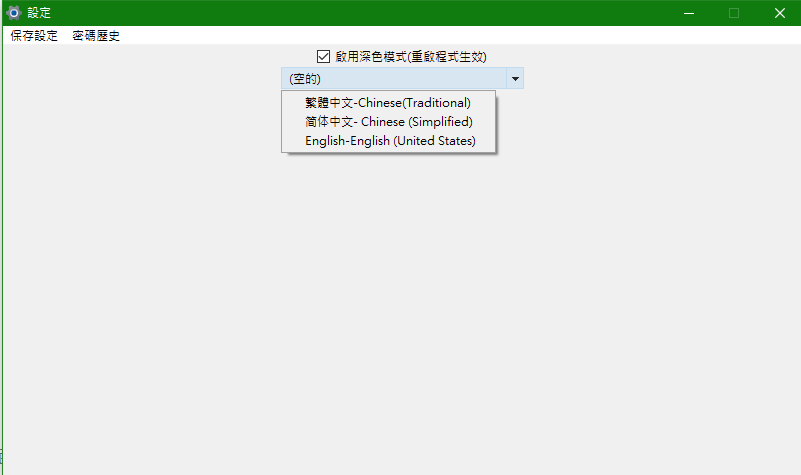 設定
保存設定 密碼歷史
啟用深色模式(重啟程式生效)
(空的)
繁體中文-Chinese(Traditional)
简体中文- Chinese (Simplified)
English-English (United States)